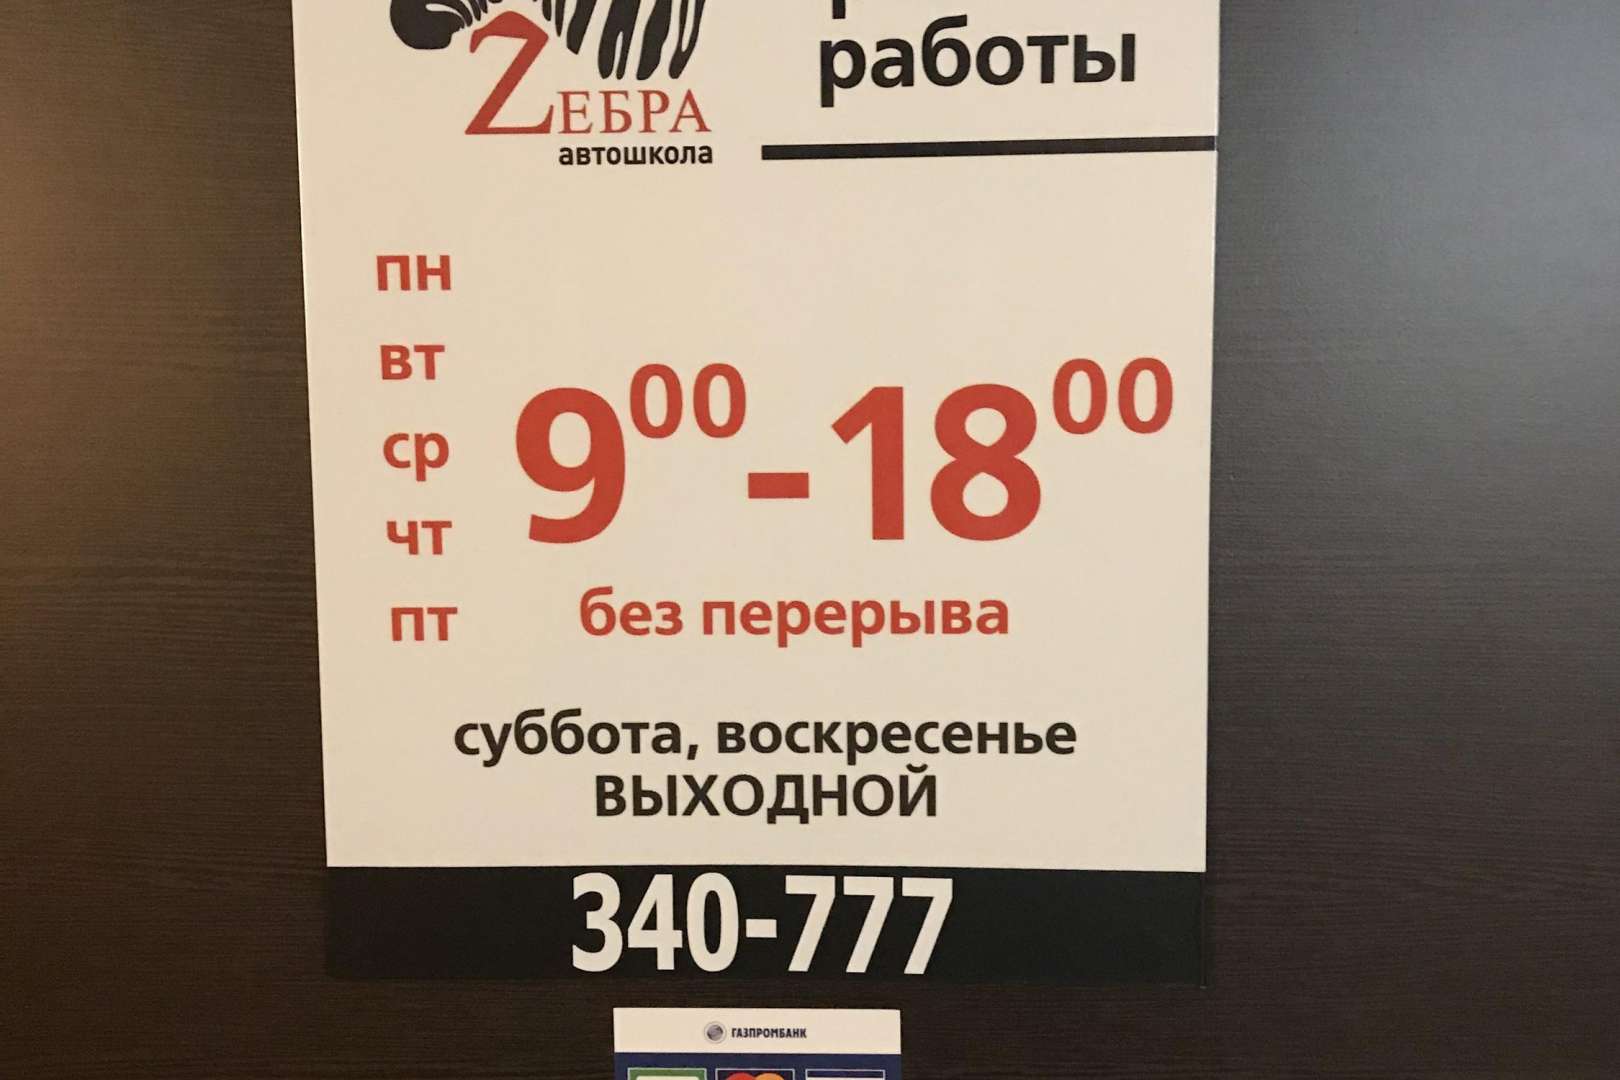 работы
ZЕБРА
автошкола
пн
вт
ср
чт
пт
9⁰⁰-18⁰⁰
без перерыва
суббота, воскресенье
ВЫХОДНОЙ
340-777
ГАЗПРОМБАНК